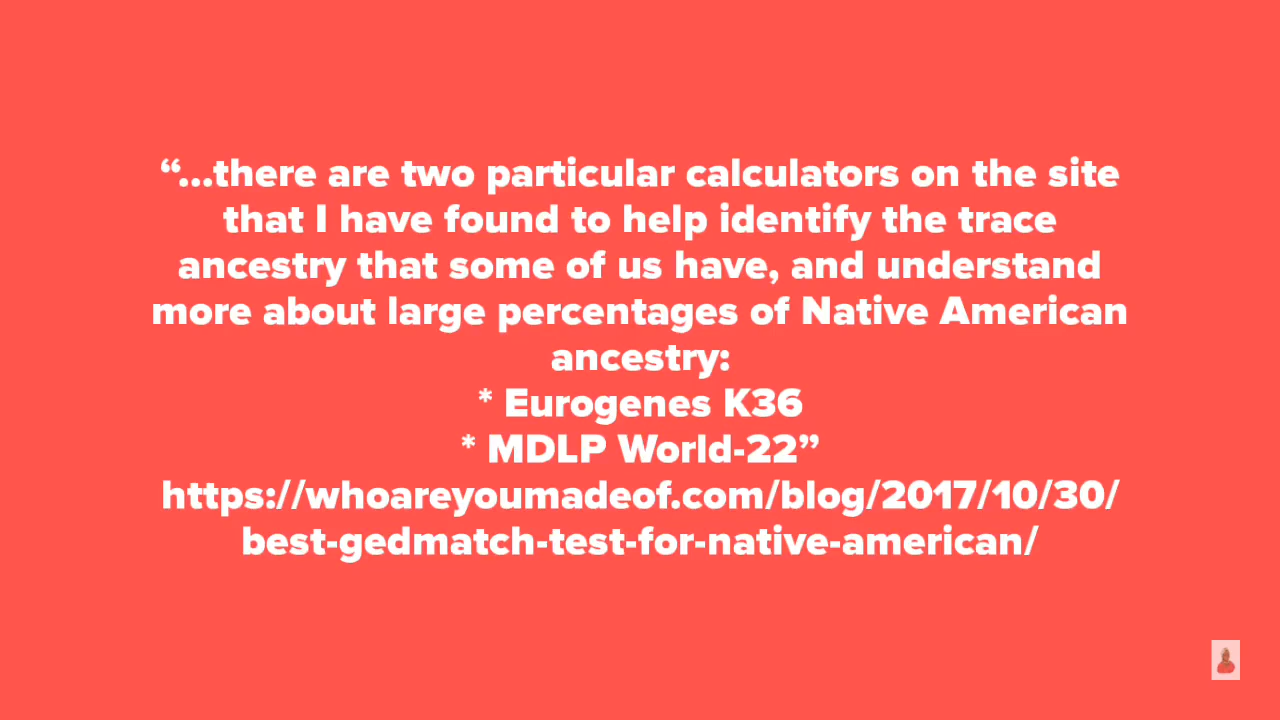 “...there are two particular calculators on the site
that I have found to help identify the trace
ancestry that some of us have, and understand
more about large percentages of Native American
ancestry:
* Eurogenes K36
* MDLP World-22”
https://whoareyoumadeof.com/blog/2017/10/30/
best-gedmatch-test-for-native-american/